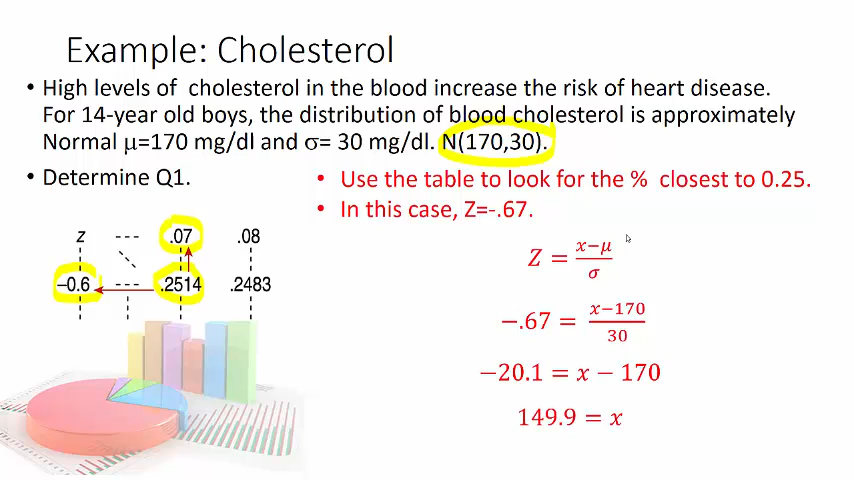 Example: Cholesterol
• High levels of cholesterol in the blood increase the risk of heart disease.
For 14-year old boys, the distribution of blood cholesterol is approximately
Normal μ=170 mg/dl and σ= 30 mg/dl. N(170,30).
• Determine Q1.
• Use the table to look for the % closest to 0.25.
• In this case, Z=-.67.
z --- .07 .08
–0.6 --- .2514 .2483
Z = x−μ / σ
−.67 = x−170 / 30
−20.1 = x − 170
149.9 = x